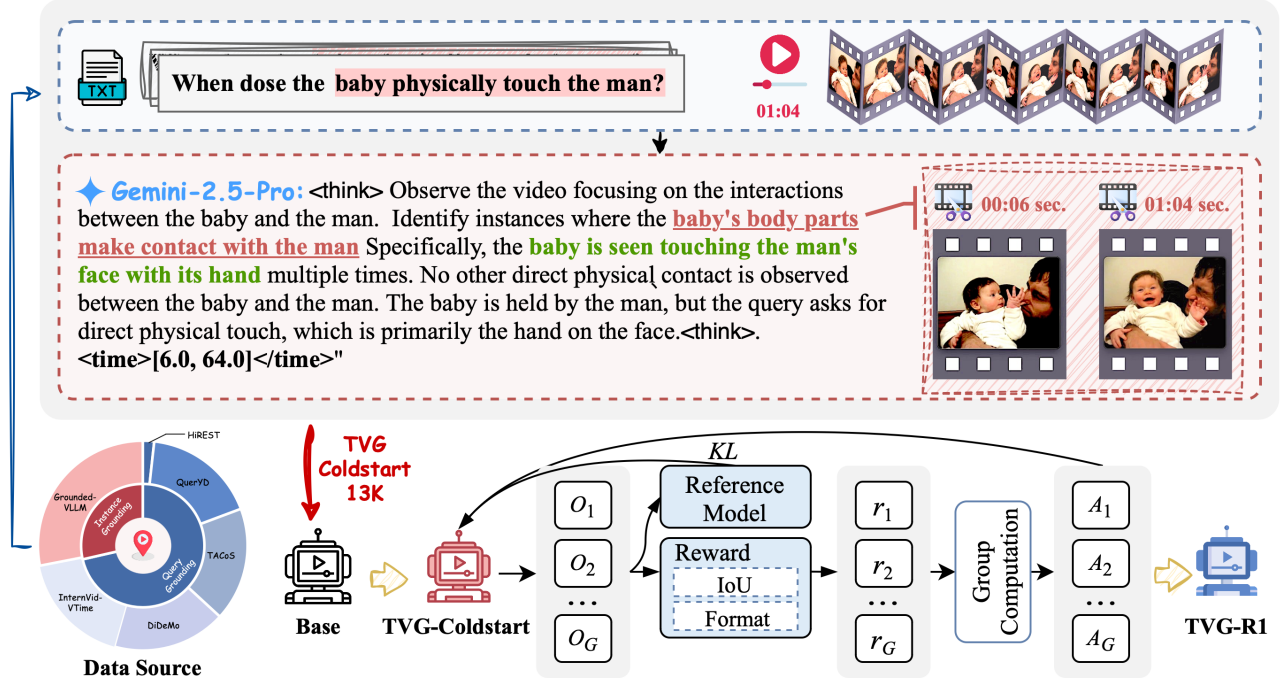 TXT
When dose the baby physically touch the man?
01:04
Gemini-2.5-Pro: <think> Observe the video focusing on the interactions
between the baby and the man. Identify instances where the baby's body parts
make contact with the man Specifically, the baby is seen touching the man's
face with its hand multiple times. No other direct physical contact is observed
between the baby and the man. The baby is held by the man, but the query asks for
direct physical touch, which is primarily the hand on the face.<think>.
<time>[6.0, 64.0]</time>"
00:06 sec.
01:04 sec.
HiREST
QuerYD
TACoS
DiDeMo
InternVid-
VTime
Grounded-
VLLM
Instance
Grounding
Query
Grounding
Data Source
TVG
Coldstart
13K
Base
TVG-Coldstart
KL
O1
O2
...
OG
Reference
Model
Reward
IoU
Format
r1
r2
...
rG
Group
Computation
A1
A2
...
AG
TVG-R1